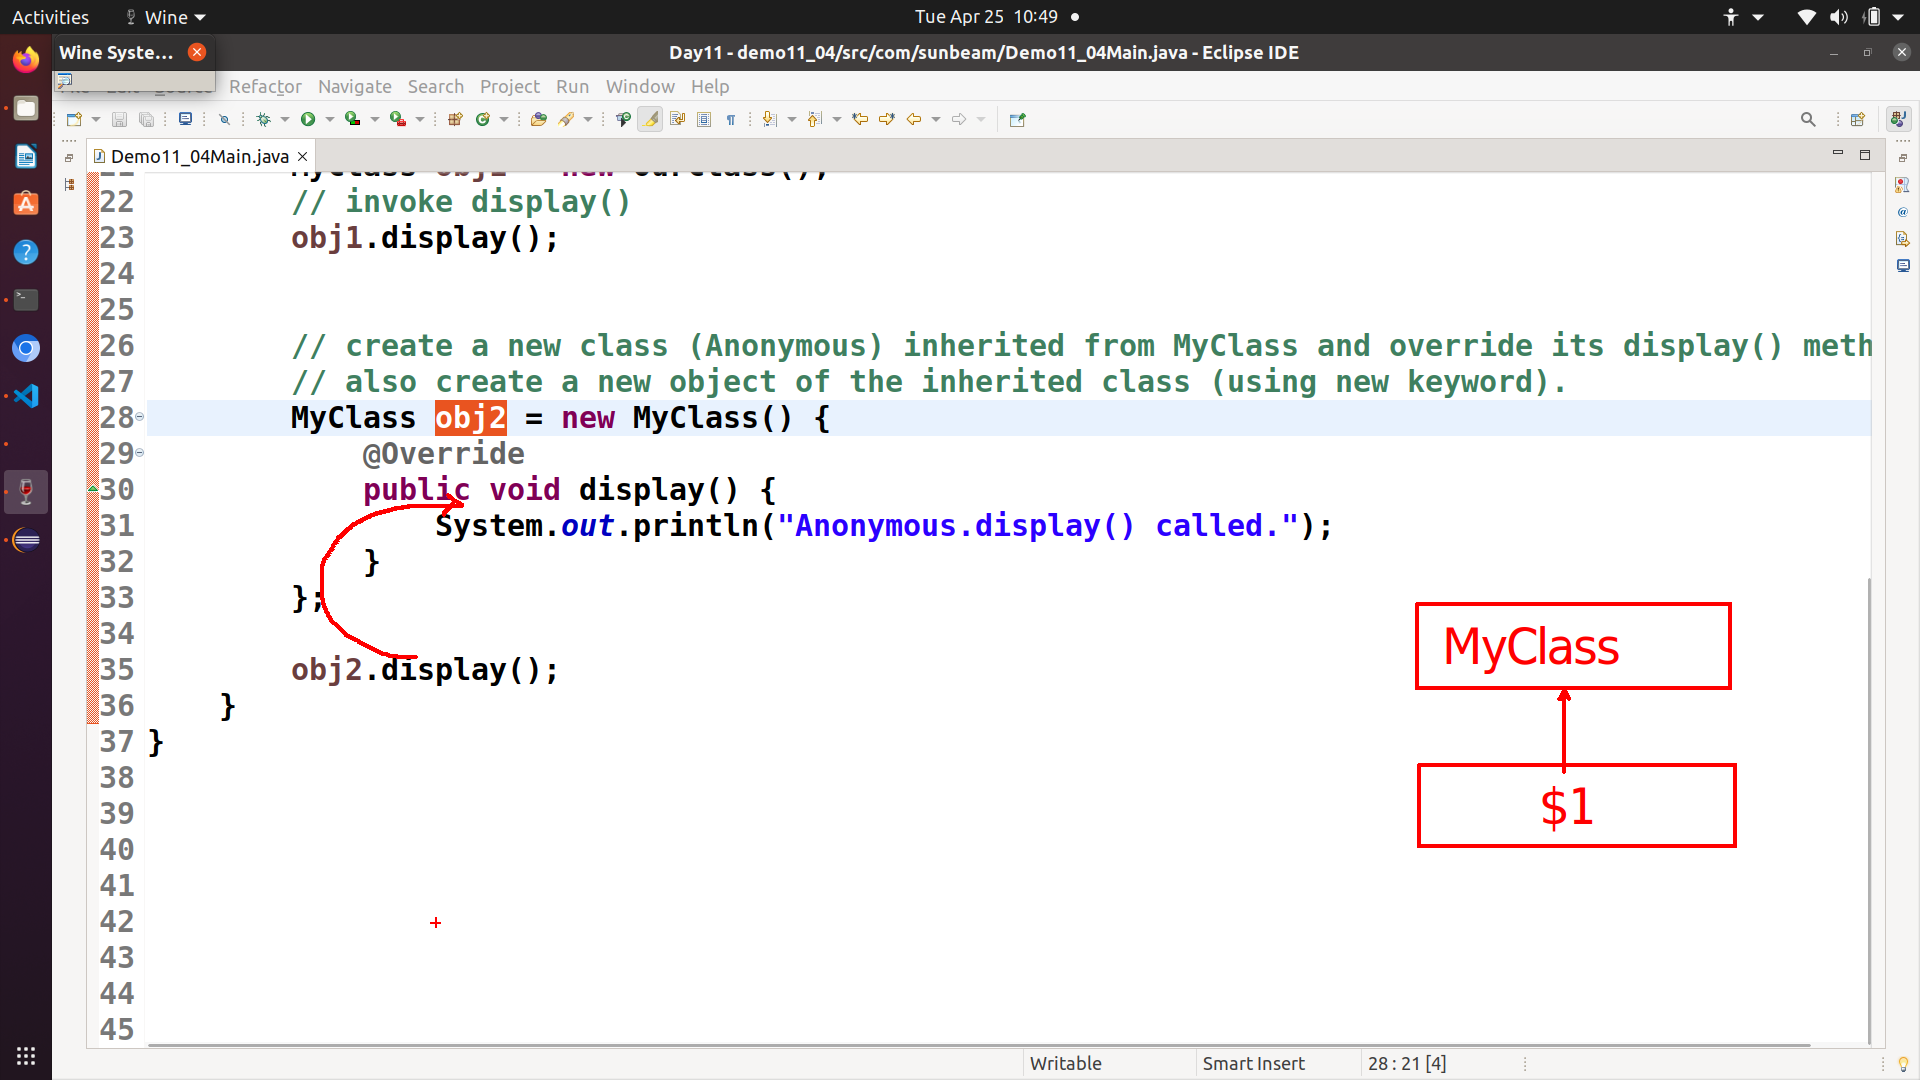 Activities
Wine
Tue Apr 25 10:49
Wine Syste...
Day11 - demo11_04/src/com/sunbeam/Demo11_04Main.java - Eclipse IDE
Refactor Navigate Search Project Run Window Help
Demo11_04Main.java
22 // invoke display()
23 obj1.display();
24
25
26 // create a new class (Anonymous) inherited from MyClass and override its display() meth
27 // also create a new object of the inherited class (using new keyword).
28 MyClass obj2 = new MyClass() {
29 @Override
30 public void display() {
31 System.out.println("Anonymous.display() called.");
32 }
33 };
34
35 obj2.display();
36 }
37 }
38
39
40
41
42
43
44
45
MyClass
$1
Writable Smart Insert 28 : 21 [4]